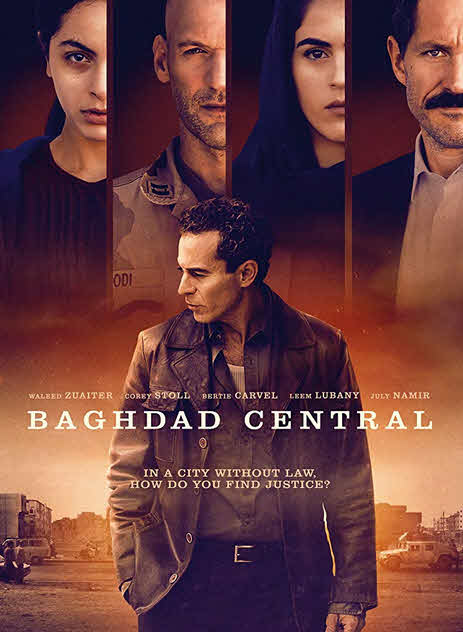 ODI
WALEED ZUAITER COREY STOLL BERTIE CARVEL LEEM LUBANY JULY NAMIR
BAGHDAD CENTRAL
IN A CITY WITHOUT LAW,
HOW DO YOU FIND JUSTICE?